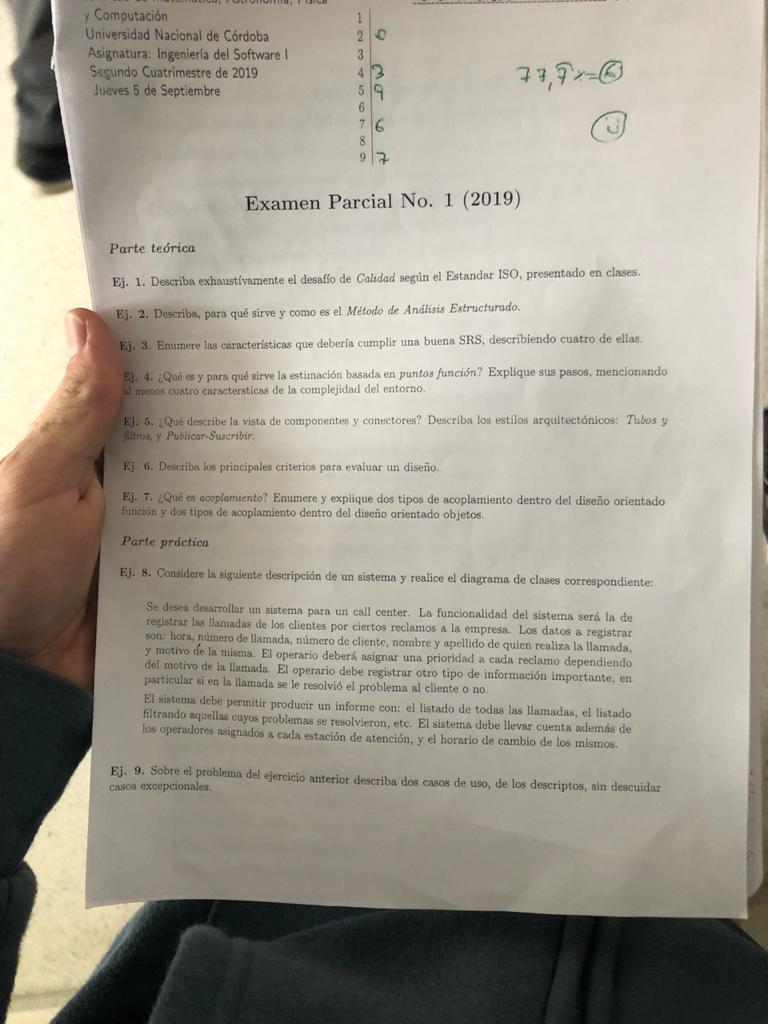 y Computación
Universidad Nacional de Córdoba
Asignatura: Ingeniería del Software I
Segundo Cuatrimestre de 2019
Jueves 5 de Septiembre
1
2 0
3
4 3
5 9
6
7 6
8
9 7
77,7%=6
Examen Parcial No. 1 (2019)
Parte teórica
Ej. 1. Describa exhaustívamente el desafío de Calidad según el Estandar ISO, presentado en clases.
Ej. 2. Describa, para qué sirve y como es el Método de Análisis Estructurado.
Ej. 3. Enumere las características que debería cumplir una buena SRS, describiendo cuatro de ellas.
Ej. 4. ¿Qué es y para qué sirve la estimación basada en puntos función? Explique sus pasos, mencionando
al menos cuatro caractersticas de la complejidad del entorno.
Ej. 5. ¿Qué describe la vista de componentes y conectores? Describa los estilos arquitectónicos: Tubos y
filtros, y Publicar-Suscribir.
Ej. 6. Describa los principales criterios para evaluar un diseño.
Ej. 7. ¿Qué es acoplamiento? Enumere y explique dos tipos de acoplamiento dentro del diseño orientado
función y dos tipos de acoplamiento dentro del diseño orientado objetos.
Parte práctica
Ej. 8. Considere la siguiente descripción de un sistema y realice el diagrama de clases correspondiente:
Se desea desarrollar un sistema para un call center. La funcionalidad del sistema será la de
registrar las llamadas de los clientes por ciertos reclamos a la empresa. Los datos a registrar
son: hora, número de llamada, número de cliente, nombre y apellido de quien realiza la llamada,
y motivo de la misma. El operario deberá asignar una prioridad a cada reclamo dependiendo
del motivo de la llamada. El operario debe registrar otro tipo de información importante, en
particular si en la llamada se le resolvió el problema al cliente o no.
El sistema debe permitir producir un informe con: el listado de todas las llamadas, el listado
filtrando aquellas cuyos problemas se resolvieron, etc. El sistema debe llevar cuenta además de
los operadores asignados a cada estación de atención, y el horario de cambio de los mismos.
Ej. 9. Sobre el problema del ejercicio anterior describa dos casos de uso, de los descriptos, sin descuidar
casos excepcionales.